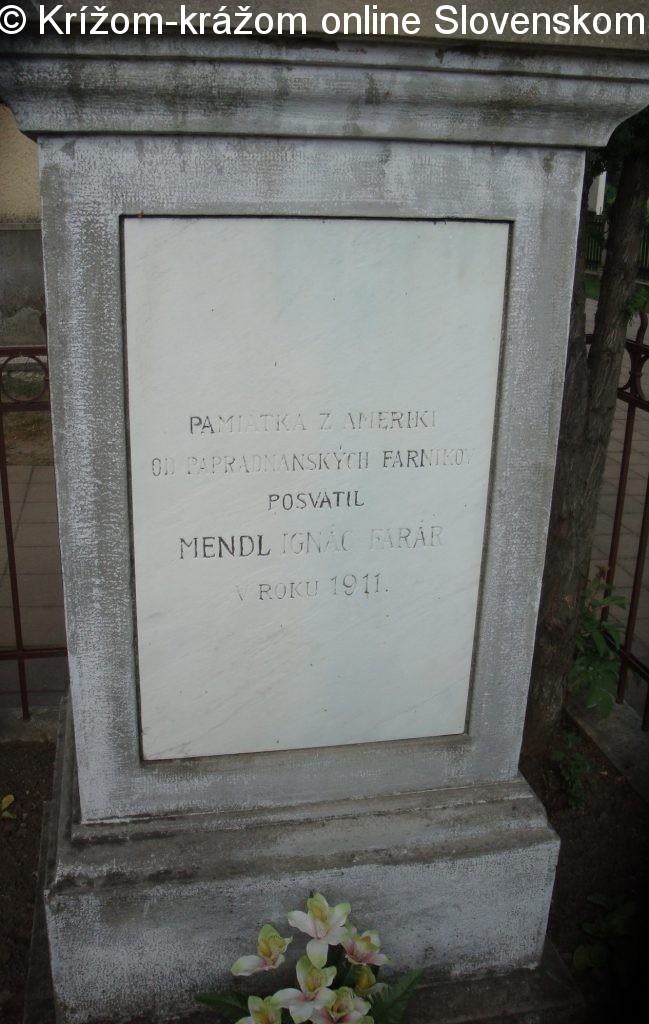 © Krížom-krážom online Slovenskom
PAMIATKA Z AMERIKI
OD PAPRADNANSKÝCH FARNIKOV
POSVÄTIL
MENDL IGNÁC FARÁR
V ROKU 1911.